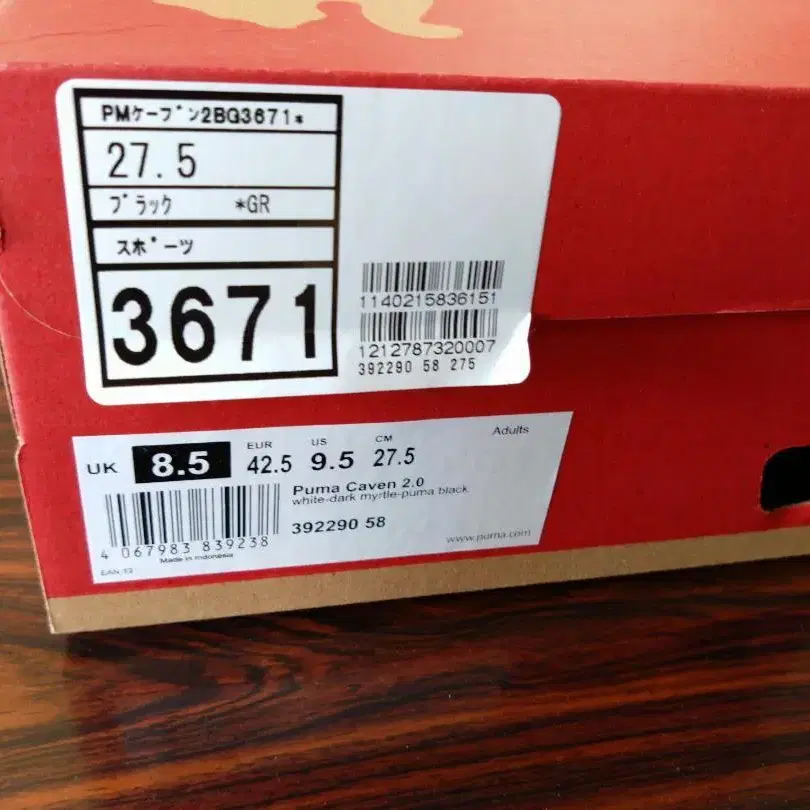 PMケープン2BG3671*
27.5
ブラック *GR
スポーツ
3671
1140215836151
1212787320007
392290 58 275
UK 8.5 EUR 42.5 US 9.5 CM 27.5
Adults
Puma Caven 2.0
white-dark myrtle-puma black
392290 58
4 067983 839238
Made in Indonesia
EAN-13
www.puma.com